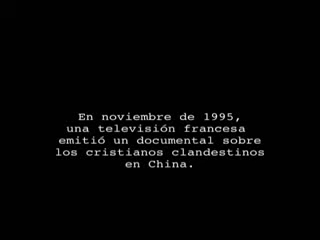 En noviembre de 1995,
una televisión francesa
emitió un documental sobre
los cristianos clandestinos
en China.